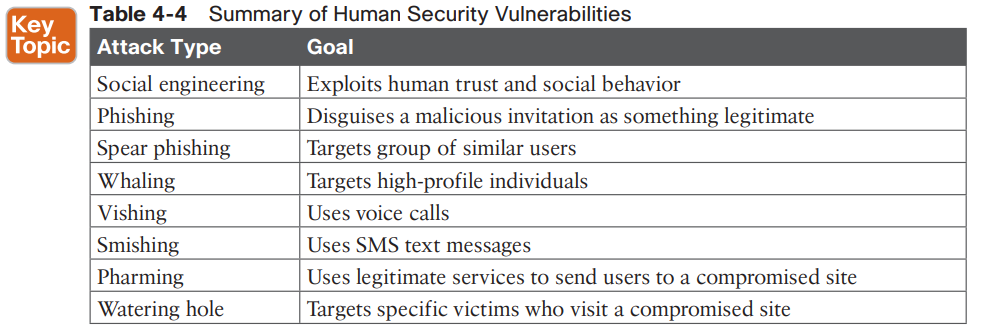 Key
Topic
Table 4-4 Summary of Human Security Vulnerabilities
Attack Type Goal
Social engineering Exploits human trust and social behavior
Phishing Disguises a malicious invitation as something legitimate
Spear phishing Targets group of similar users
Whaling Targets high-profile individuals
Vishing Uses voice calls
Smishing Uses SMS text messages
Pharming Uses legitimate services to send users to a compromised site
Watering hole Targets specific victims who visit a compromised site